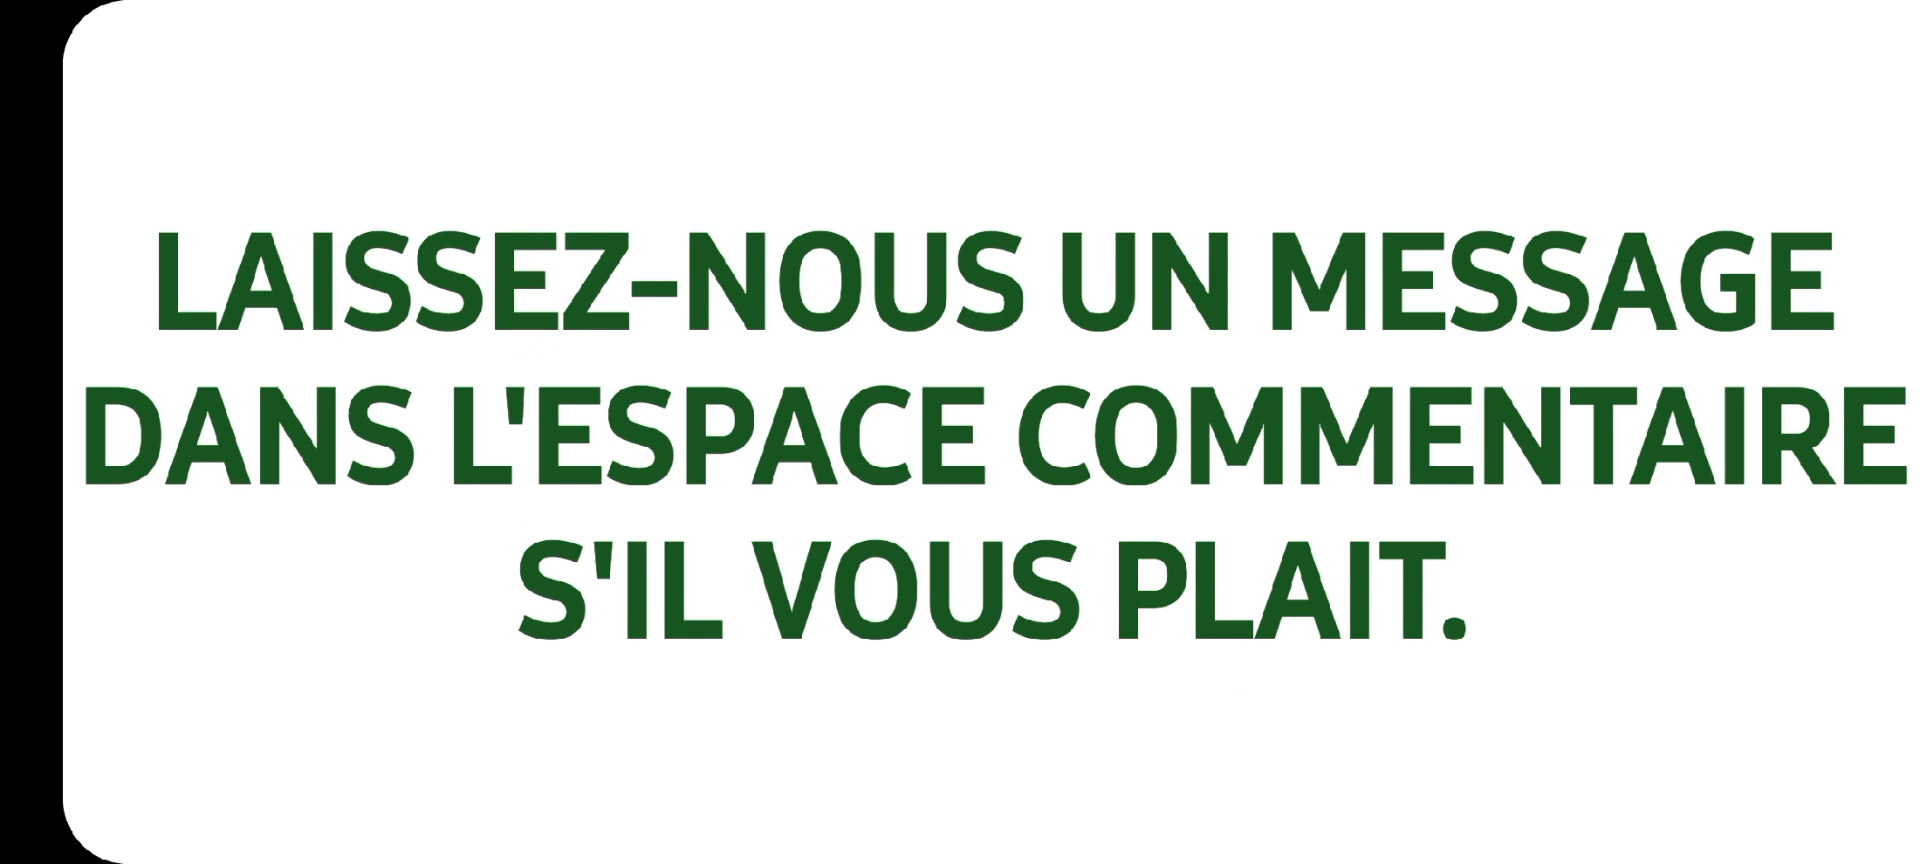 LAISSEZ-NOUS UN MESSAGE
DANS L'ESPACE COMMENTAIRE
S'IL VOUS PLAIT.